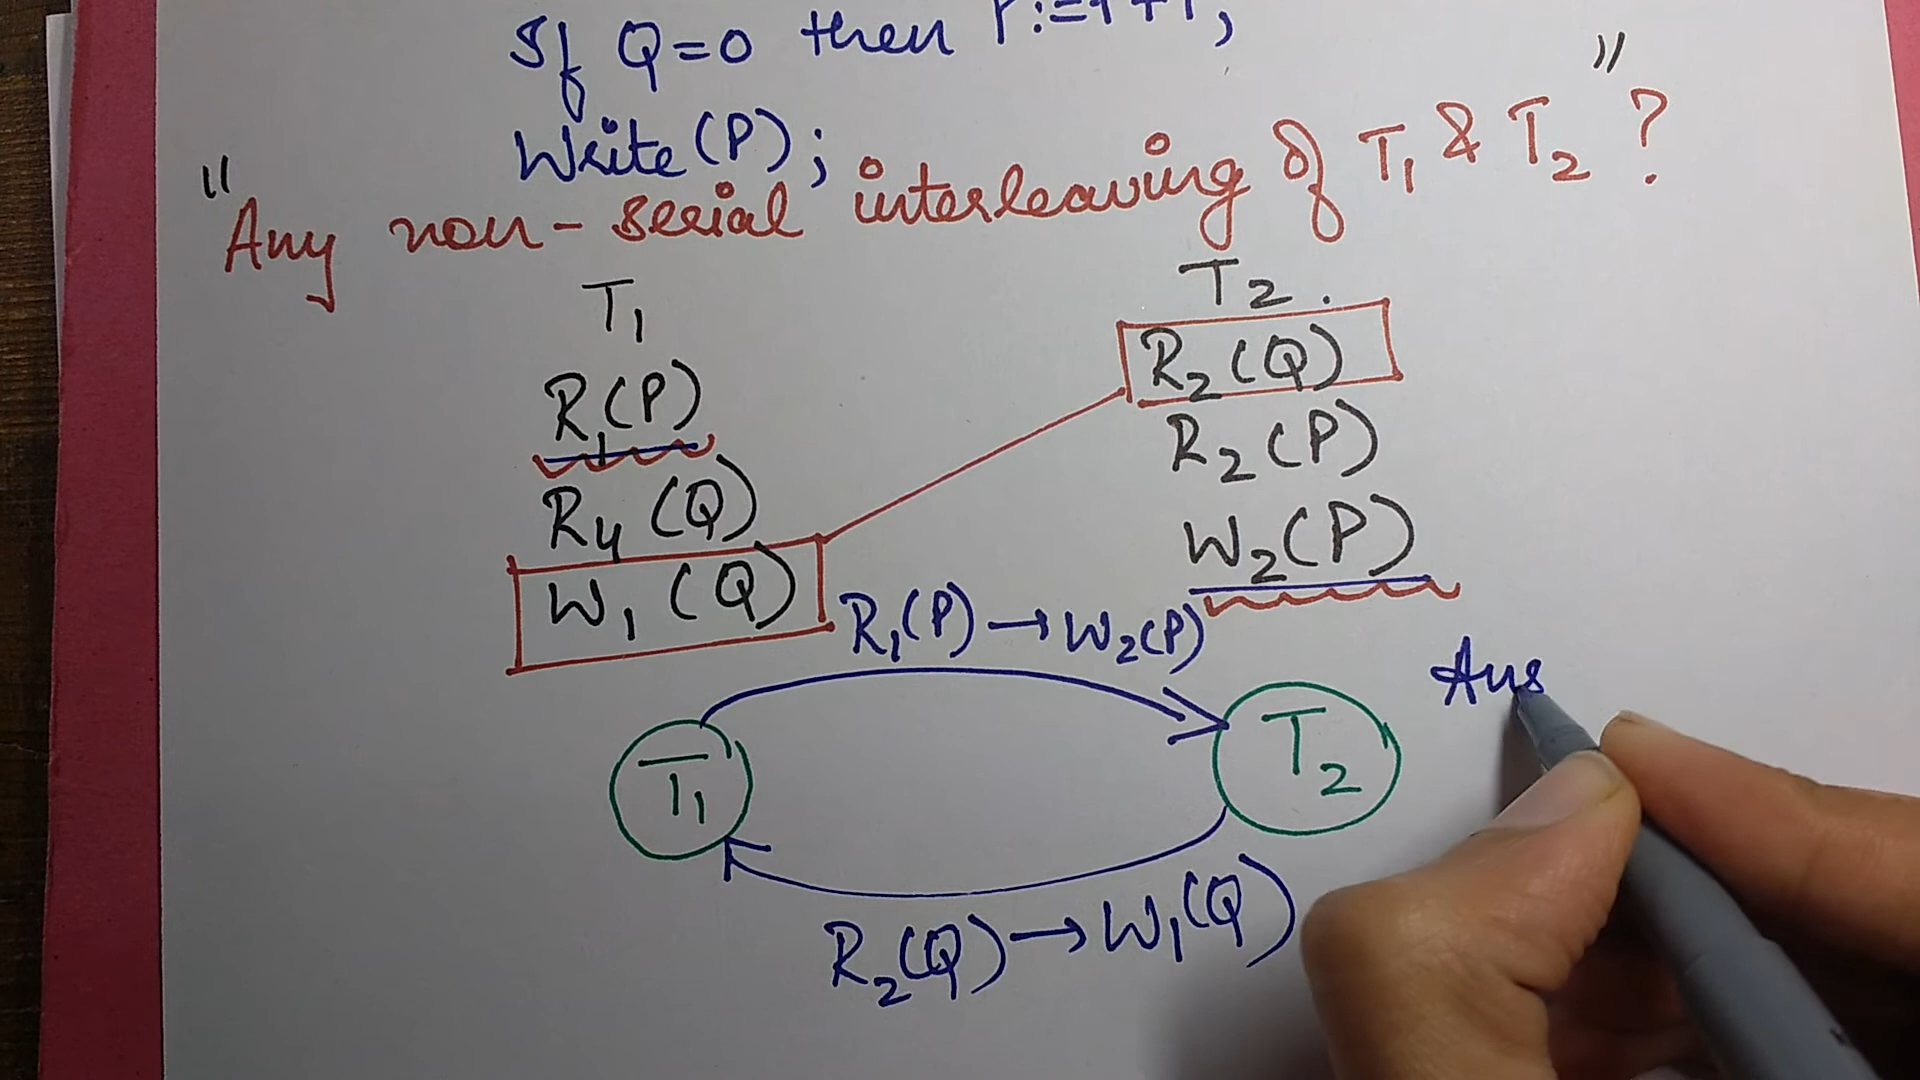 If Q=0 then P:=P+1;
Write(P);
"Any non-serial interleaving of T1 & T2"?
T1
T2.
R1(P)
R2(Q)
R2(P)
(Q)
W1(Q)
W2(P)
R1(P)→W2(P)
Ans
T1
T2
R2(Q)→W1(Q)